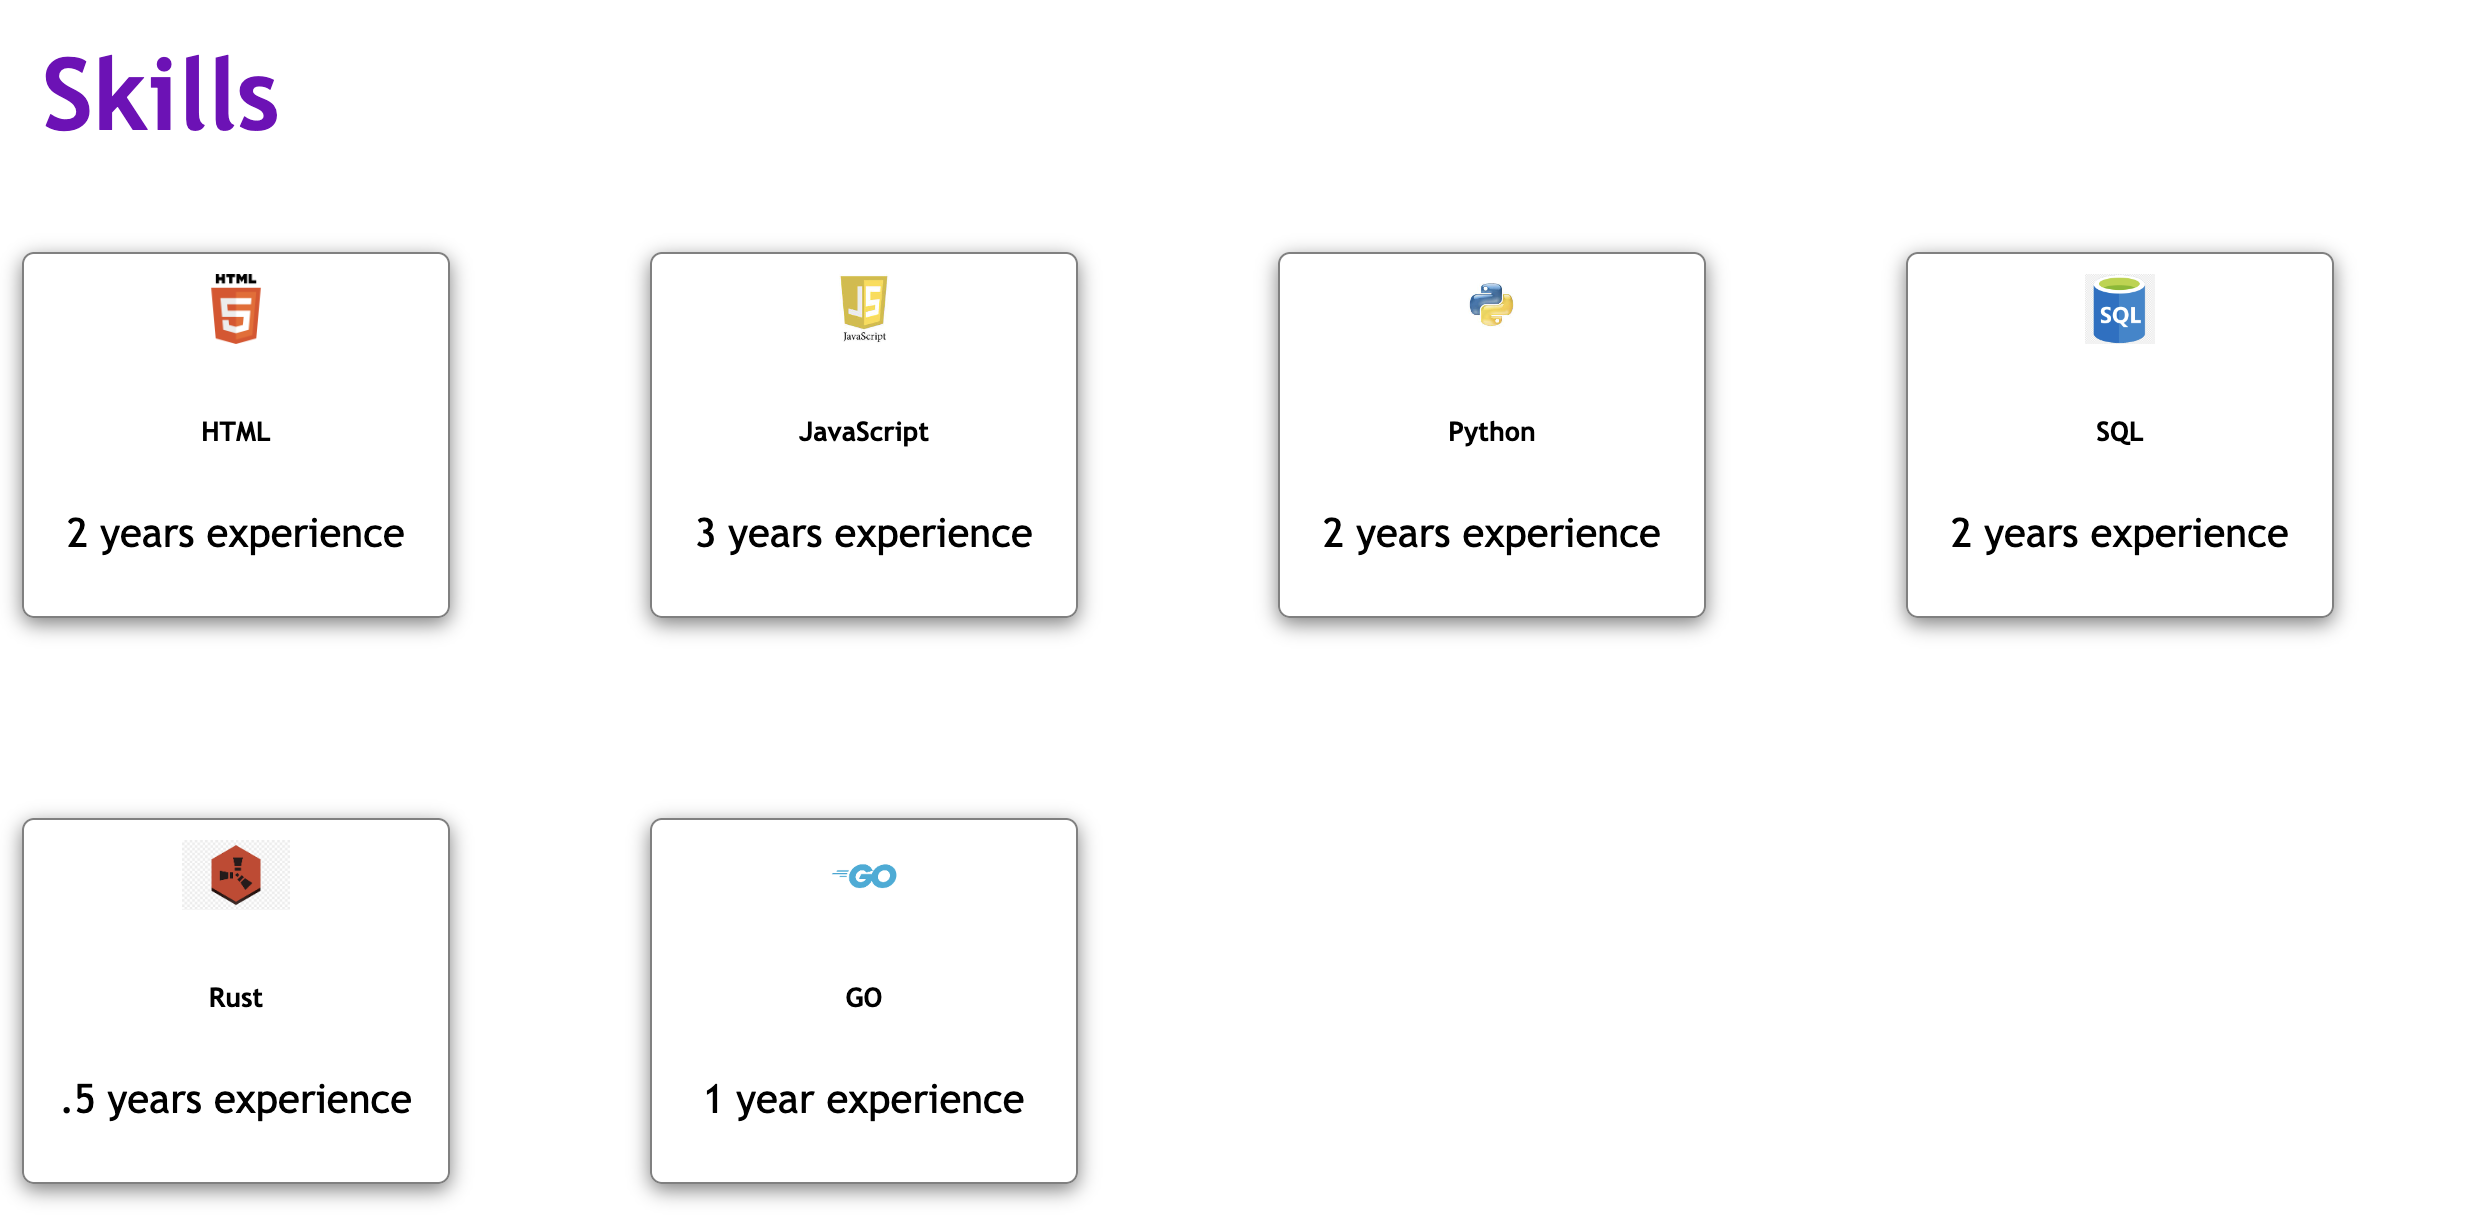 Skills
HTML
JS
JavaScript
SQL
HTML
JavaScript
Python
SQL
2 years experience
3 years experience
2 years experience
2 years experience
GO
Rust
GO
.5 years experience
1 year experience